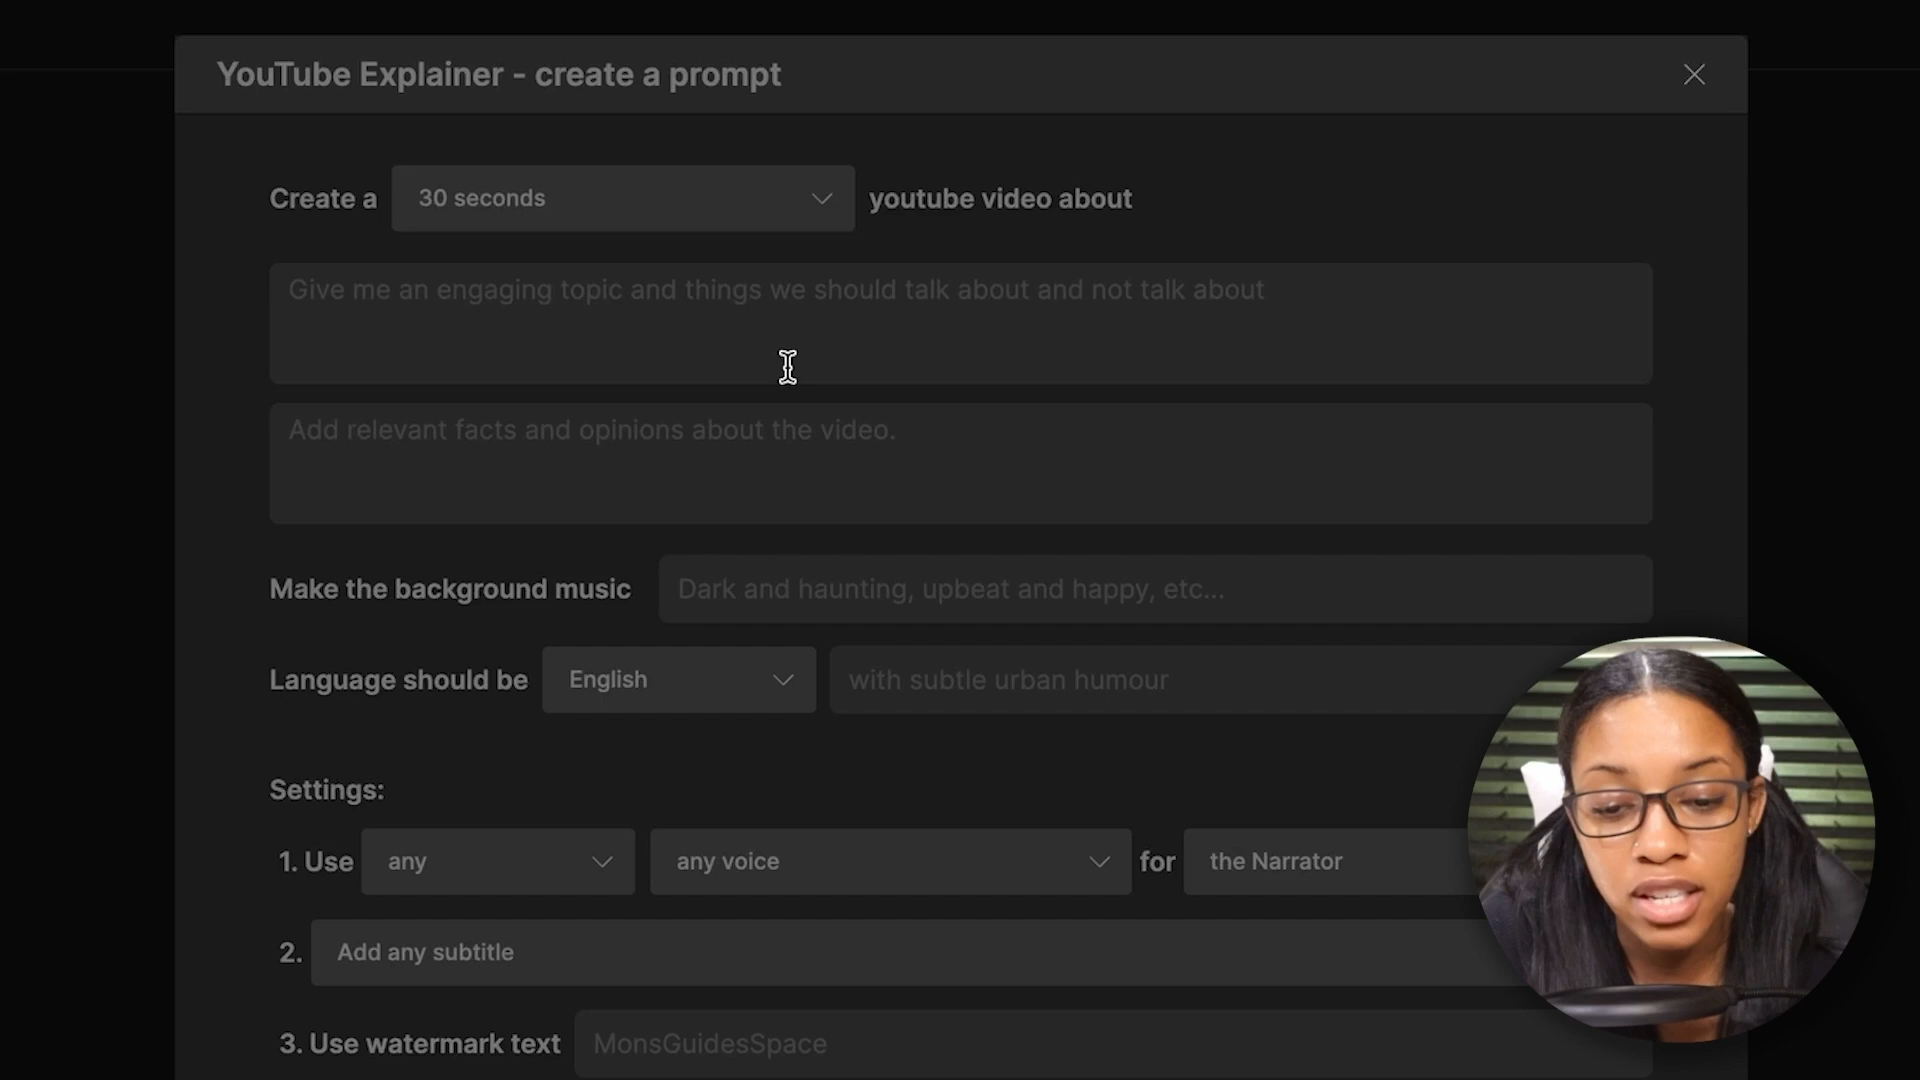 YouTube Explainer - create a prompt
Create a 30 seconds youtube video about
Give me an engaging topic and things we should talk about and not talk about
Add relevant facts and opinions about the video.
Make the background music Dark and haunting, upbeat and happy, etc...
Language should be English with subtle urban humour
Settings:
1. Use any any voice for the Narrator
2. Add any subtitle
3. Use watermark text MonsGuidesSpace